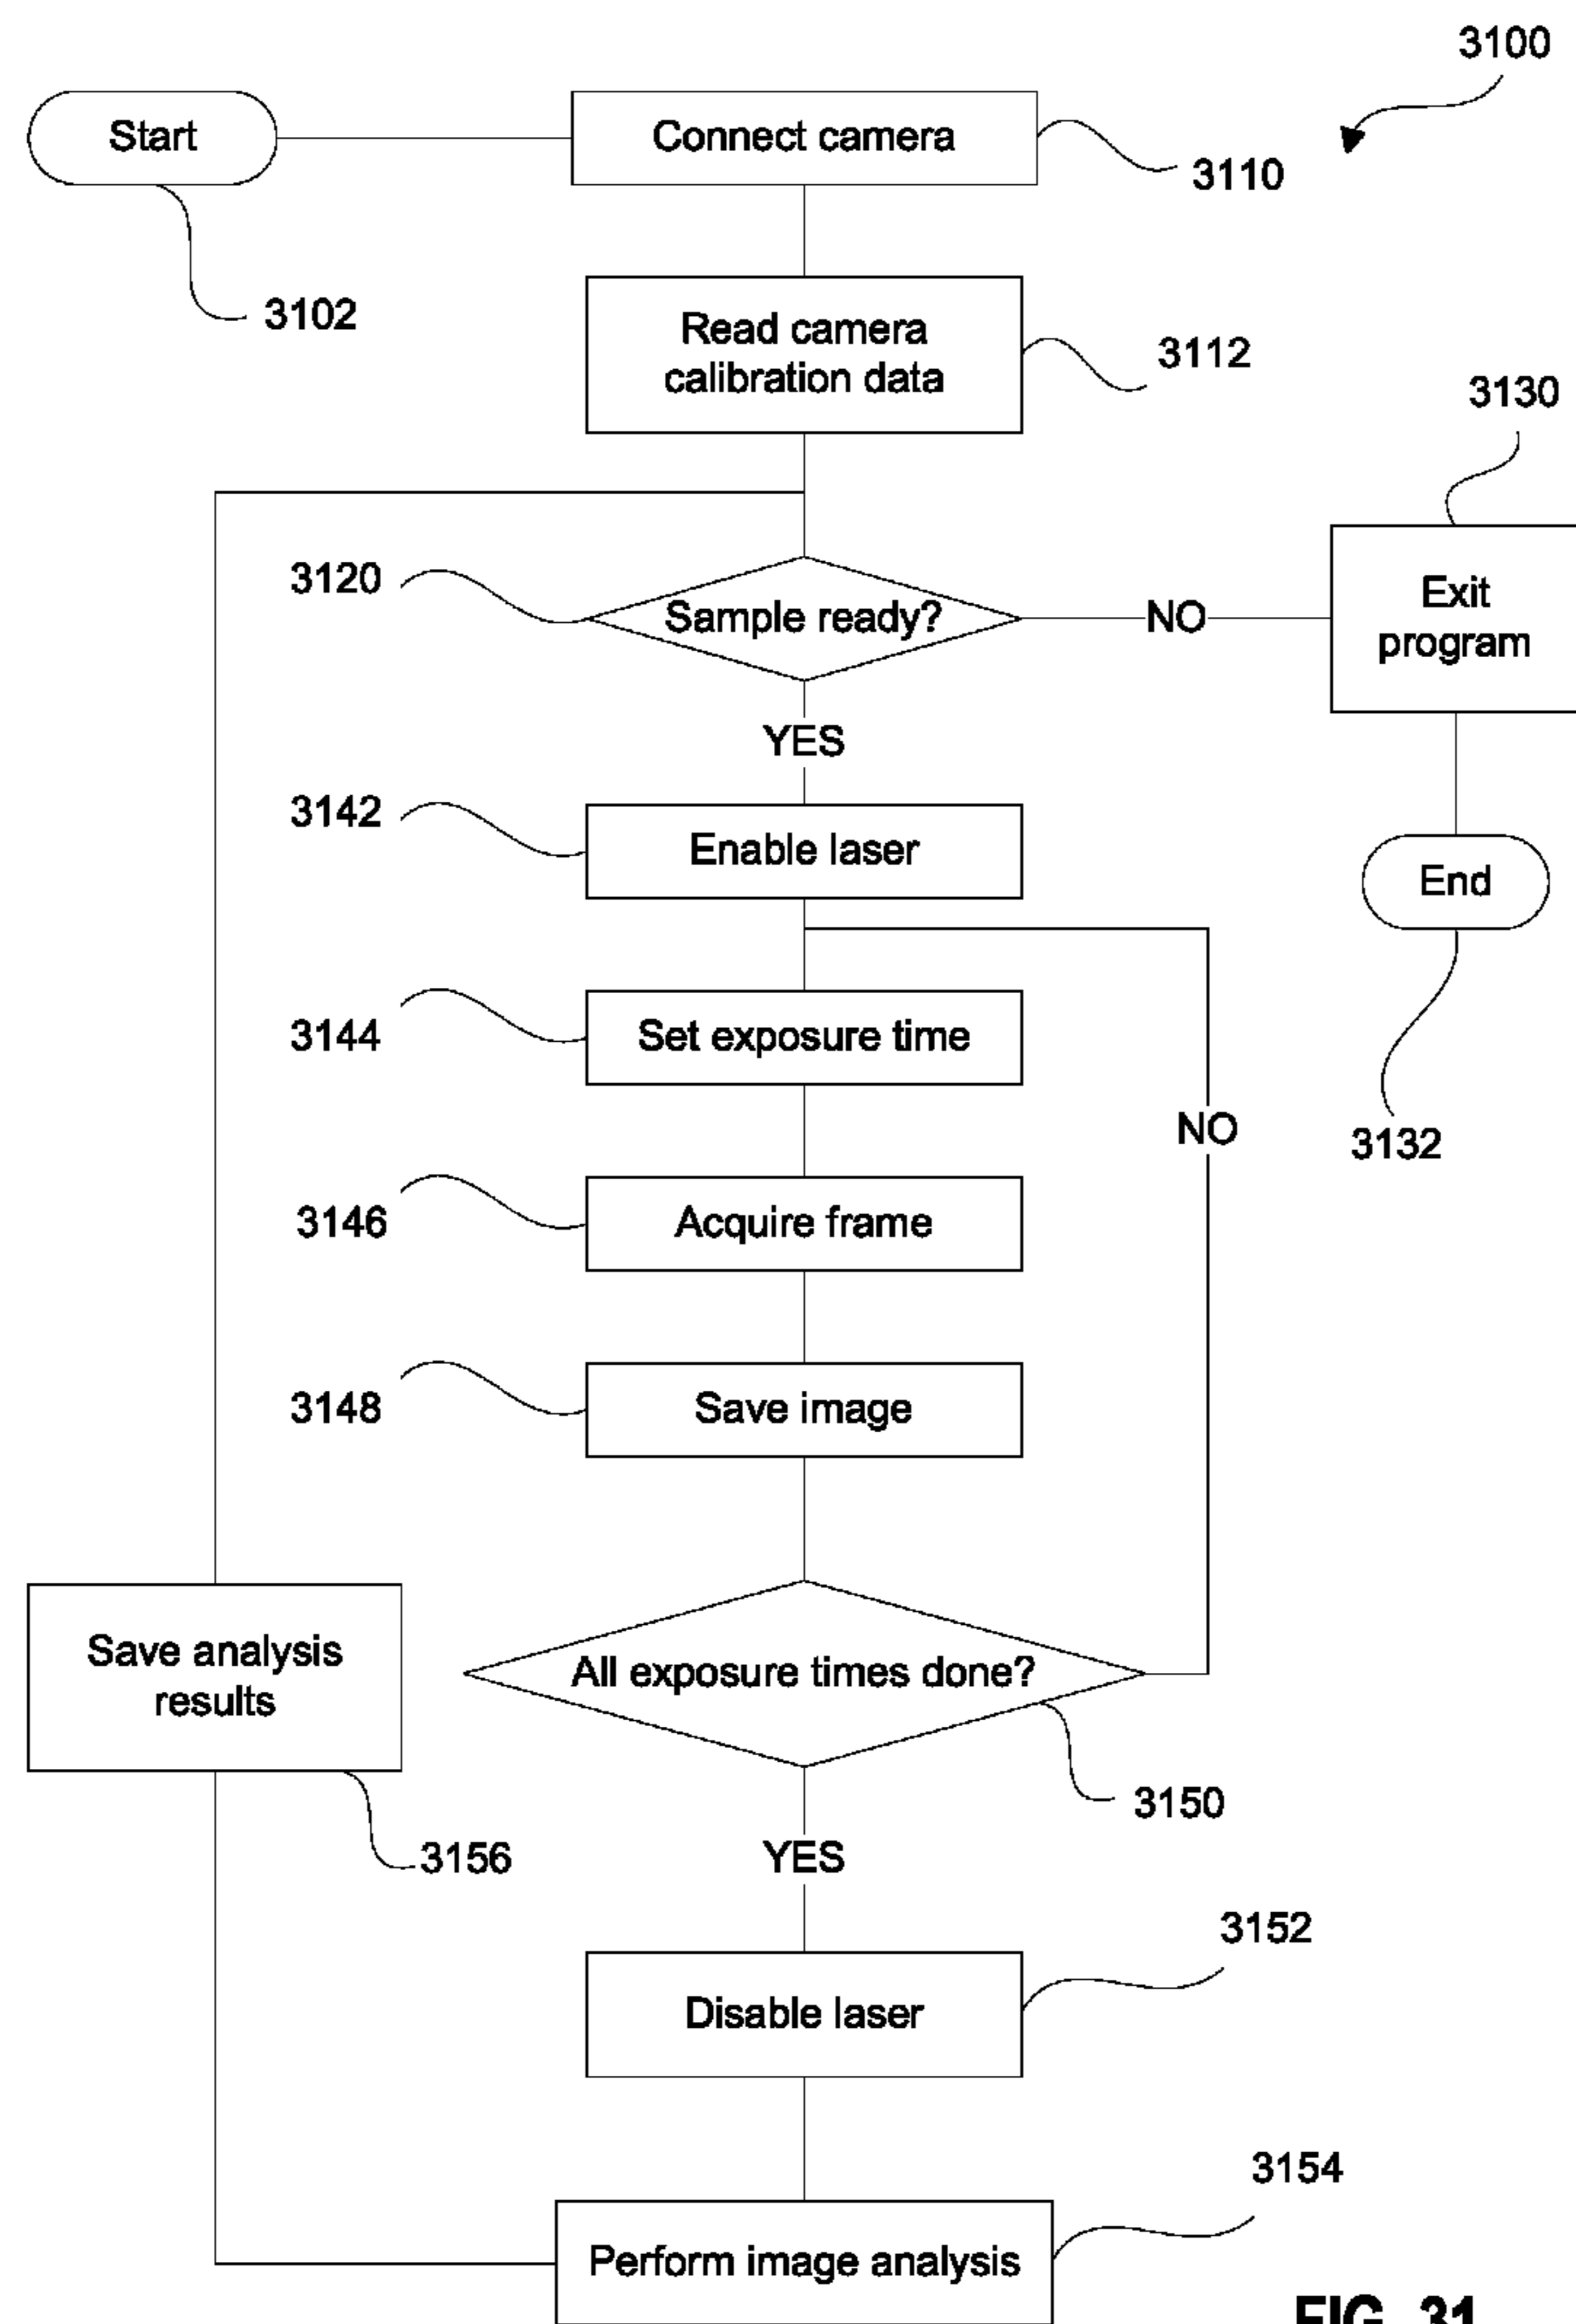 3100
Start
Connect camera
3110
3102
Read camera
calibration data
3112
3130
3120
Sample ready?
NO
Exit
program
YES
3142
Enable laser
End
3144
Set exposure time
NO
3132
3146
Acquire frame
3148
Save image
Save analysis
results
All exposure times done?
3150
3156
YES
3152
Disable laser
3154
Perform image analysis
FIG. 31